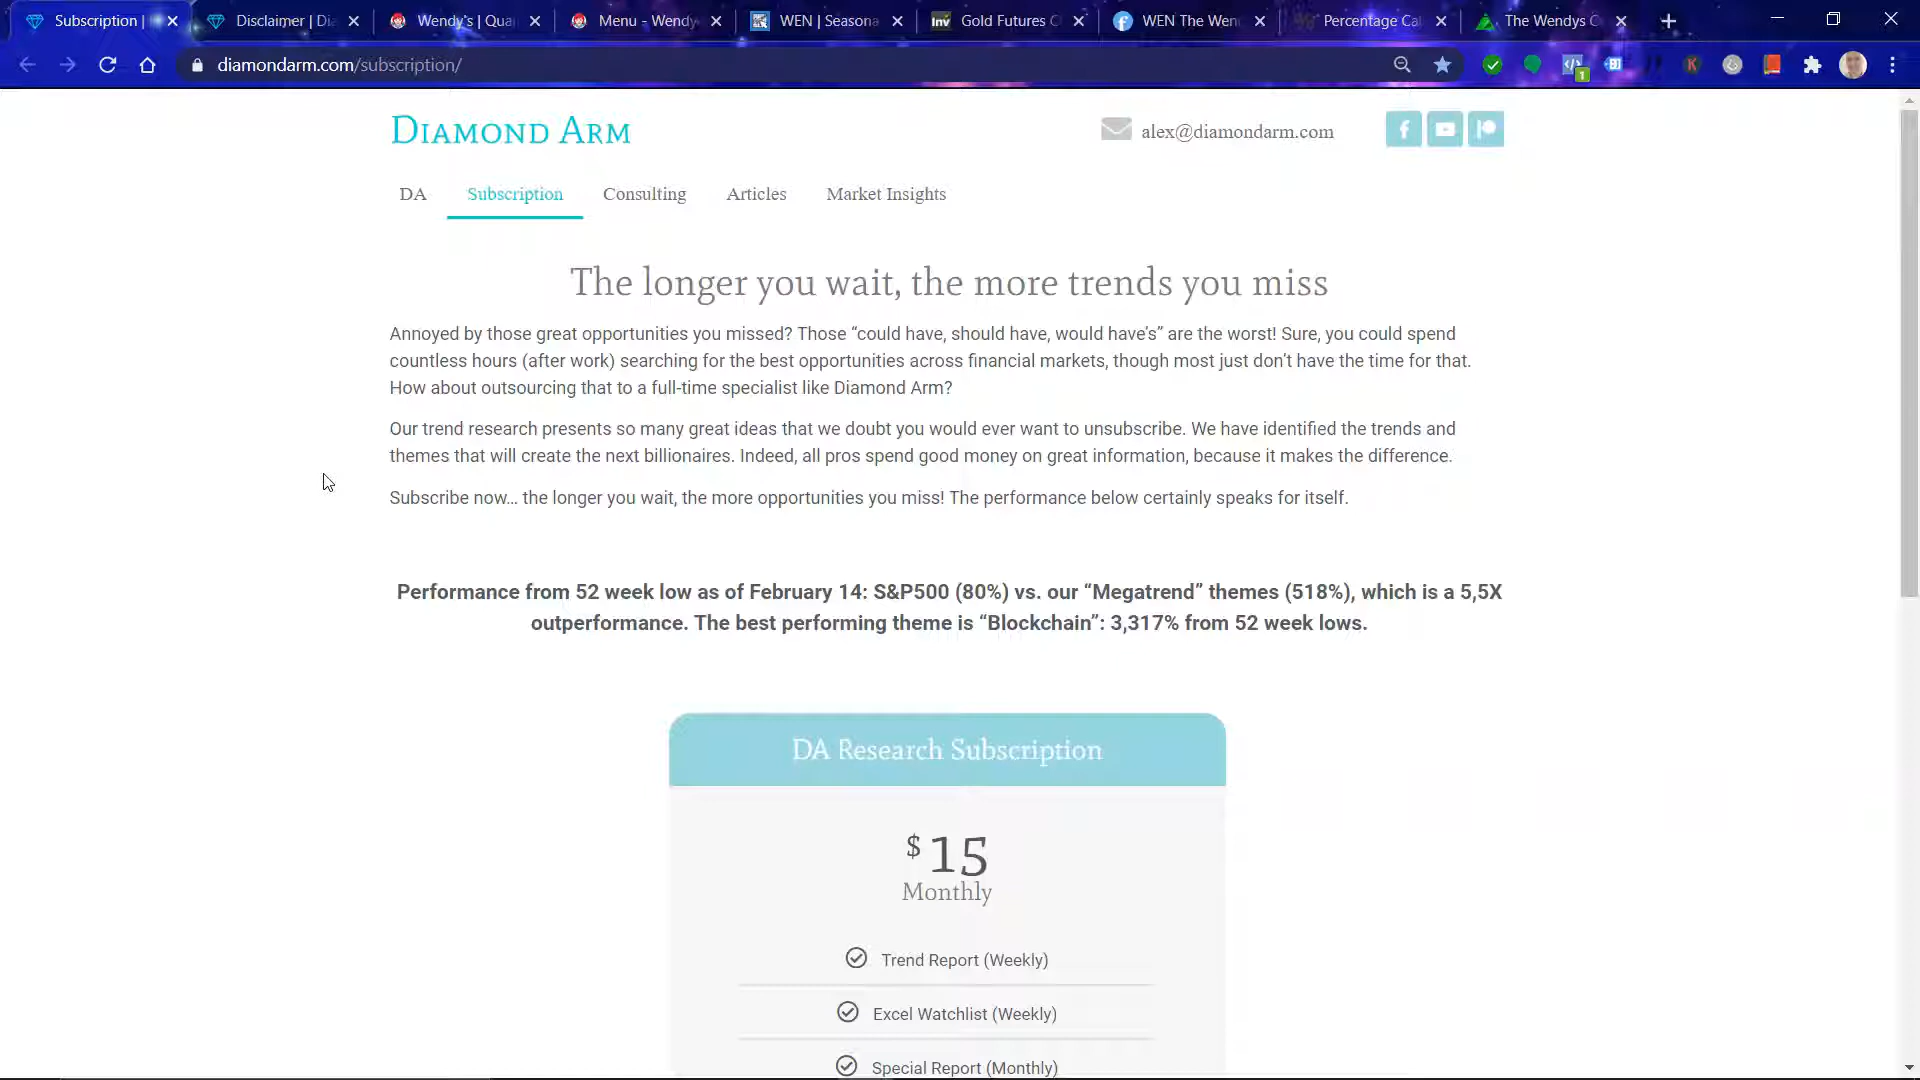 Subscription |
Disclaimer | Dia
Wendy's | Qua
Menu - Wendy
WEN | Seasona
Gold Futures C
WEN The Wen
Percentage Cal
The Wendys C
diamondarm.com/subscription/
1
DIAMOND ARM
alex@diamondarm.com
DA
Subscription
Consulting
Articles
Market Insights
The longer you wait, the more trends you miss
Annoyed by those great opportunities you missed? Those “could have, should have, would have’s” are the worst! Sure, you could spend
countless hours (after work) searching for the best opportunities across financial markets, though most just don't have the time for that.
How about outsourcing that to a full-time specialist like Diamond Arm?
Our trend research presents so many great ideas that we doubt you would ever want to unsubscribe. We have identified the trends and
themes that will create the next billionaires. Indeed, all pros spend good money on great information, because it makes the difference.
Subscribe now… the longer you wait, the more opportunities you miss! The performance below certainly speaks for itself.
Performance from 52 week low as of February 14: S&P500 (80%) vs. our “Megatrend” themes (518%), which is a 5,5X
outperformance. The best performing theme is “Blockchain”: 3,317% from 52 week lows.
DA Research Subscription
$15
Monthly
Trend Report (Weekly)
Excel Watchlist (Weekly)
Special Report (Monthly)